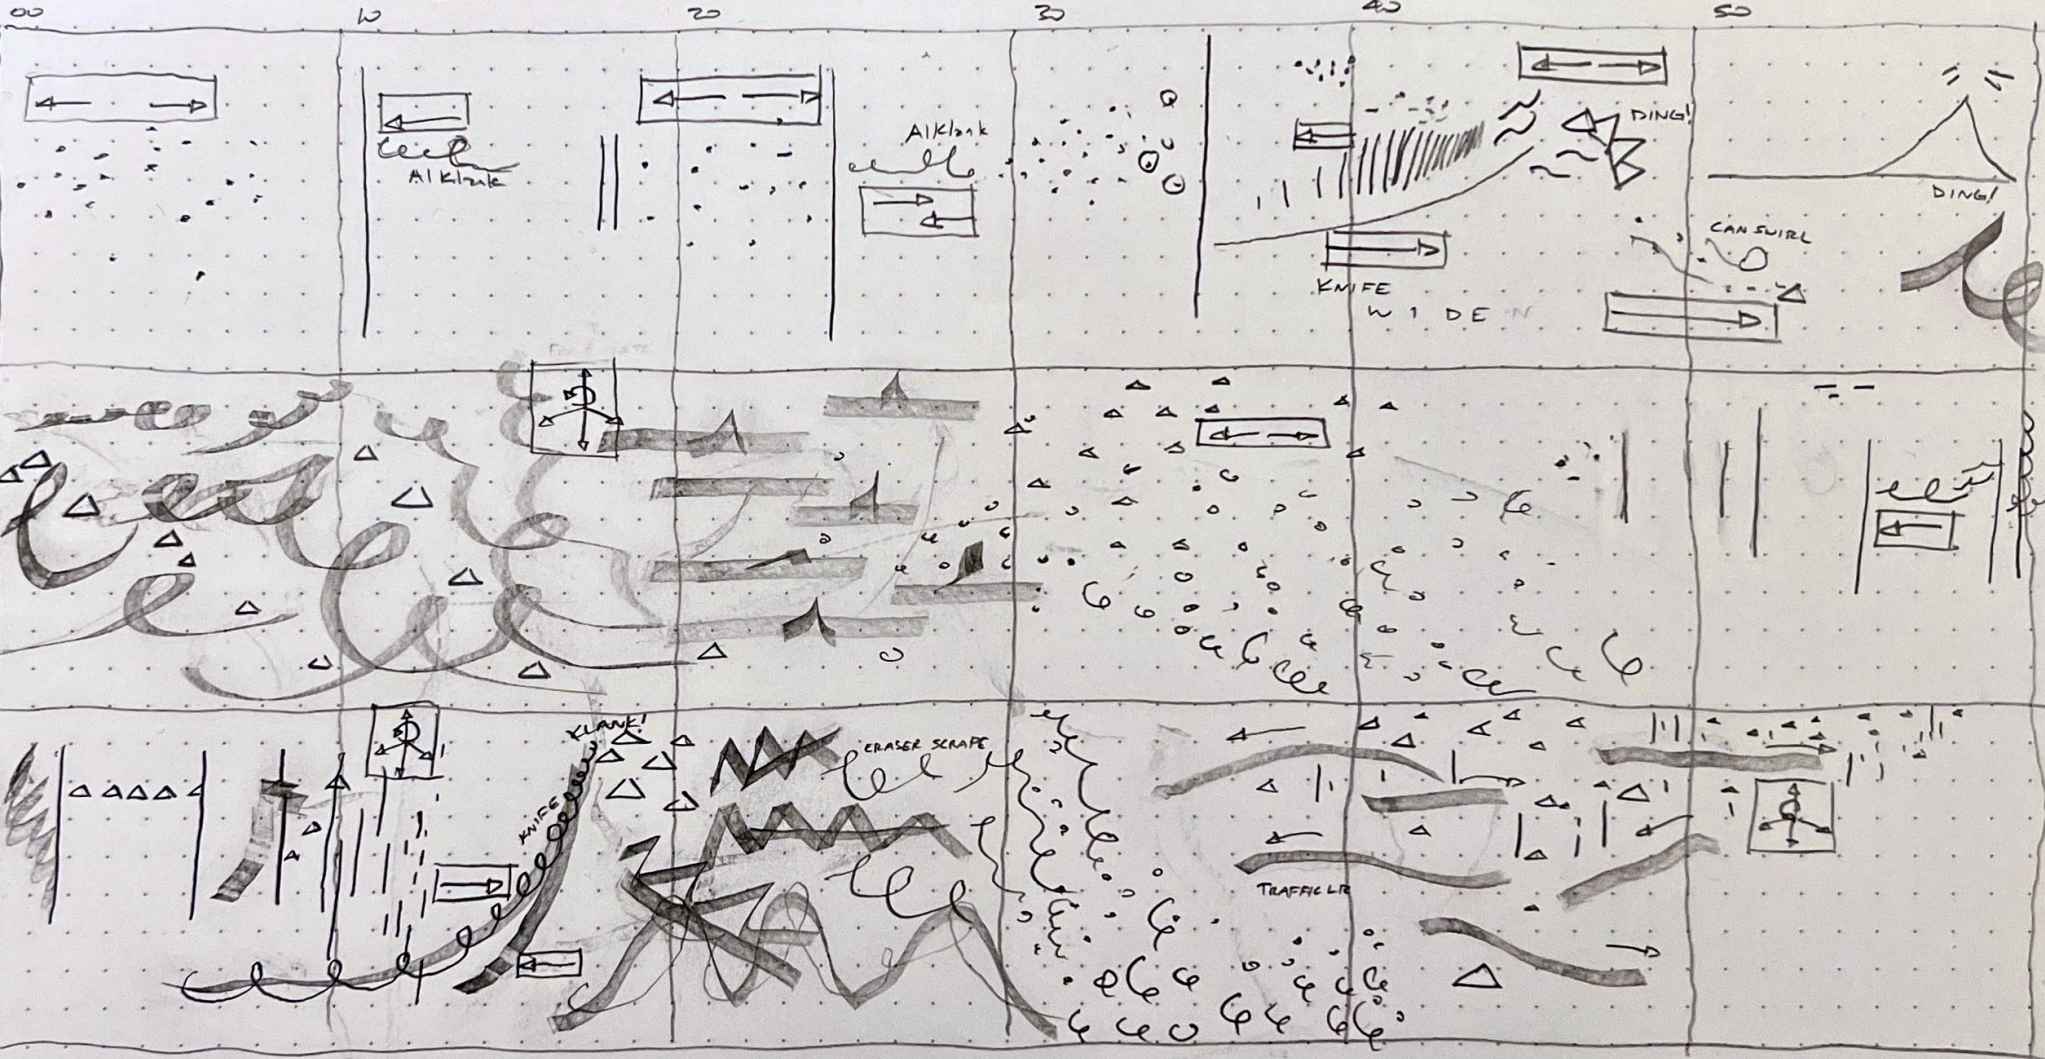 00 10 20 30 40 50
Alklank
Alklank
DING!
KNIFE
WIDEN
CAN SWIRL
DING!
KLANK!
KNIFE
ERASER SCRAPE
TRAFFIC LR